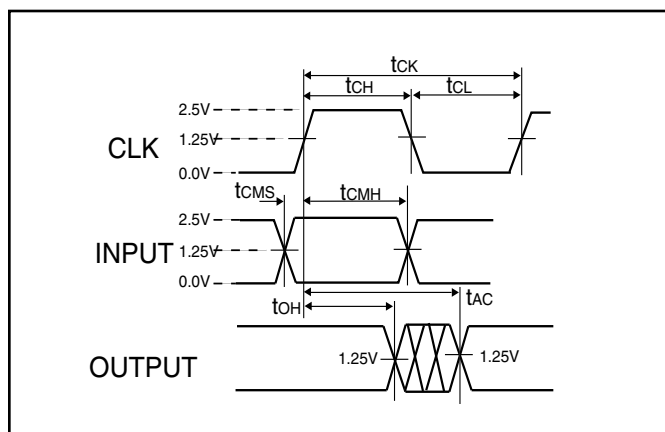 tCK
tCH tCL
2.5V
CLK 1.25V
0.0V
tCMS tCMH
2.5V
INPUT 1.25V
0.0V
tOH tAC
OUTPUT 1.25V 1.25V